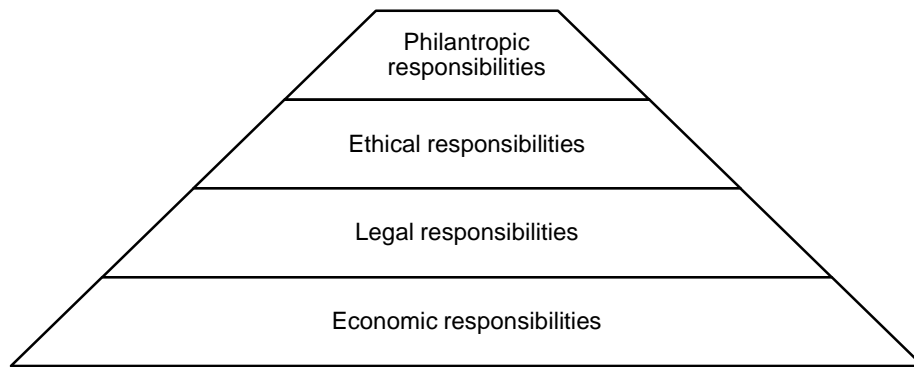 Philantropic
responsibilities
Ethical responsibilities
Legal responsibilities
Economic responsibilities